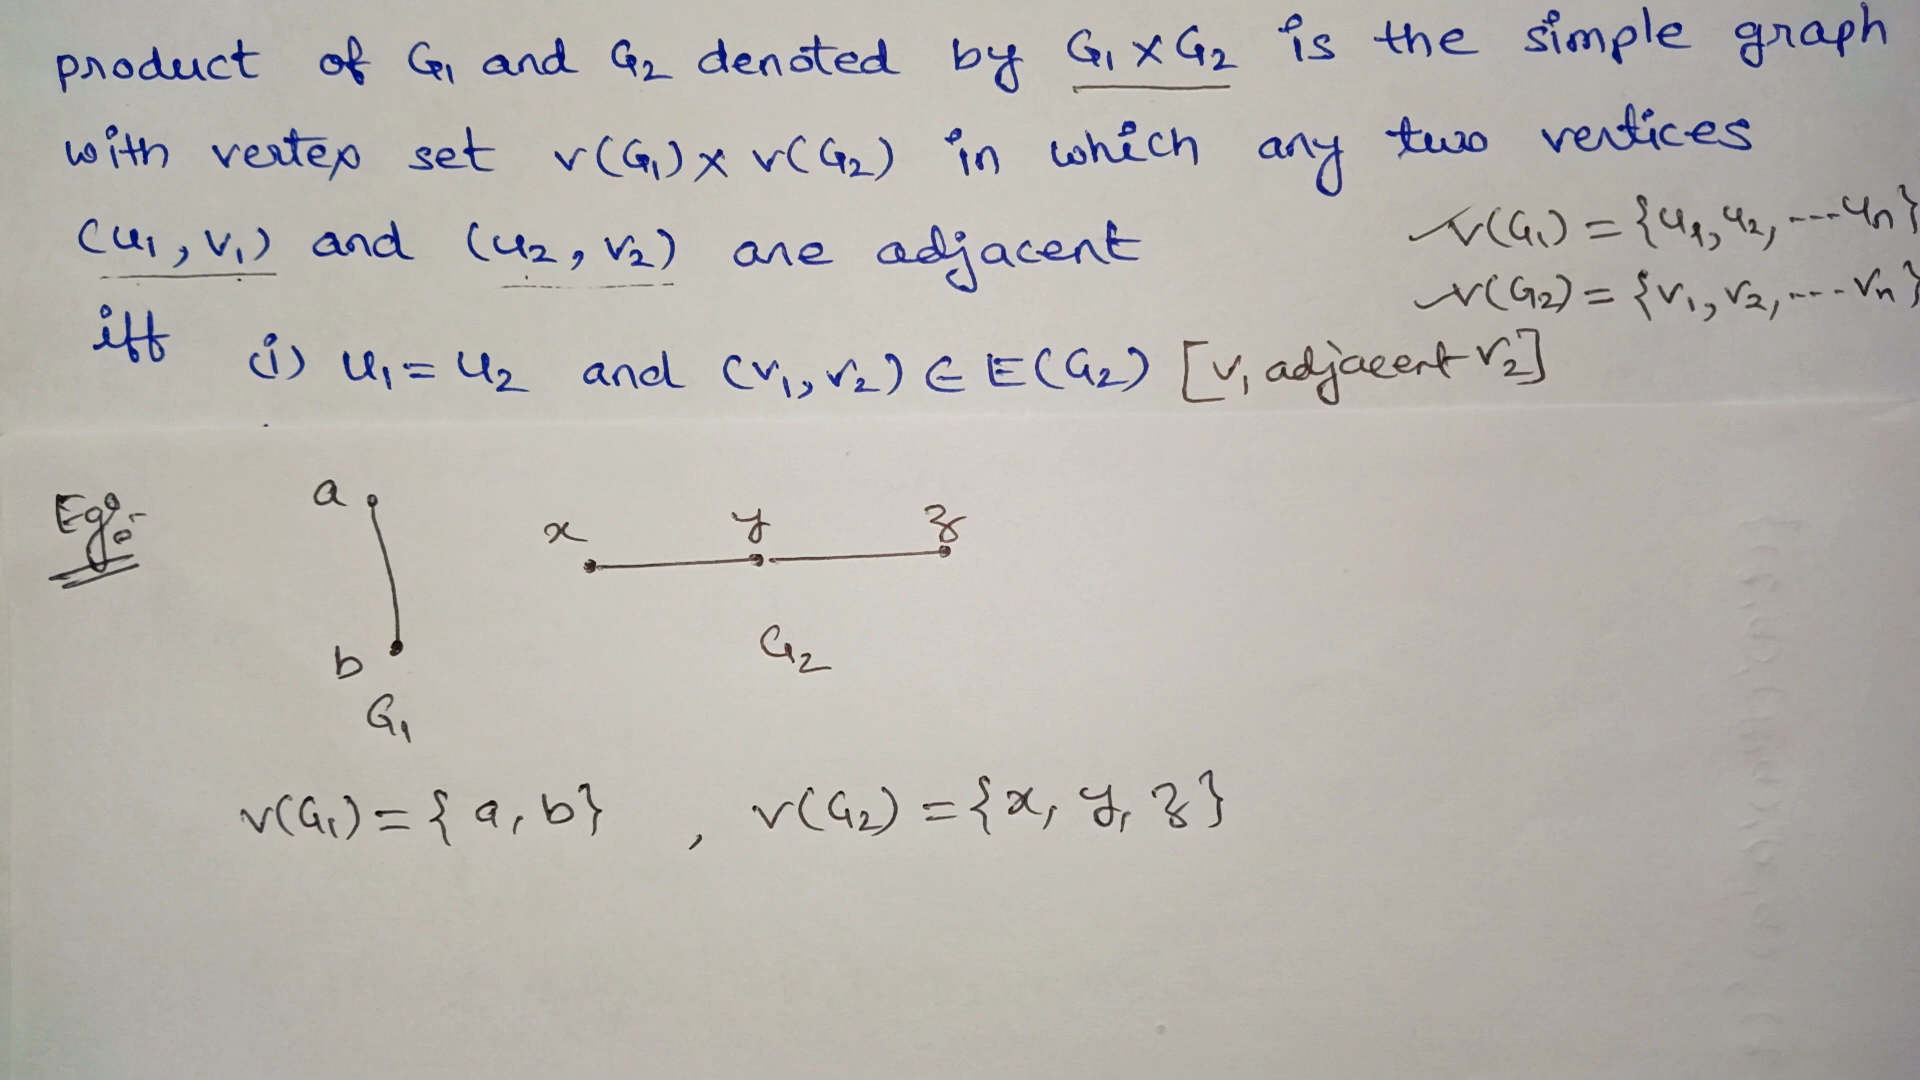 product of G₁ and G₂ denoted by G₁ × G₂ is the simple graph
with vertex set v(G₁) × v(G₂) in which any two vertices
(u₁, v₁) and (u₂, v₂) are adjacent
v(G₁) = {u₁, u₂, ---- uₙ}
v(G₂) = {v₁, v₂, ---- vₙ}
iff (i) u₁ = u₂ and (v₁, v₂) ∈ E(G₂) [v₁ adjacent v₂]
Eg:-
a
x y z
b
G₂
G₁
v(G₁) = {a, b} , v(G₂) = {x, y, z}